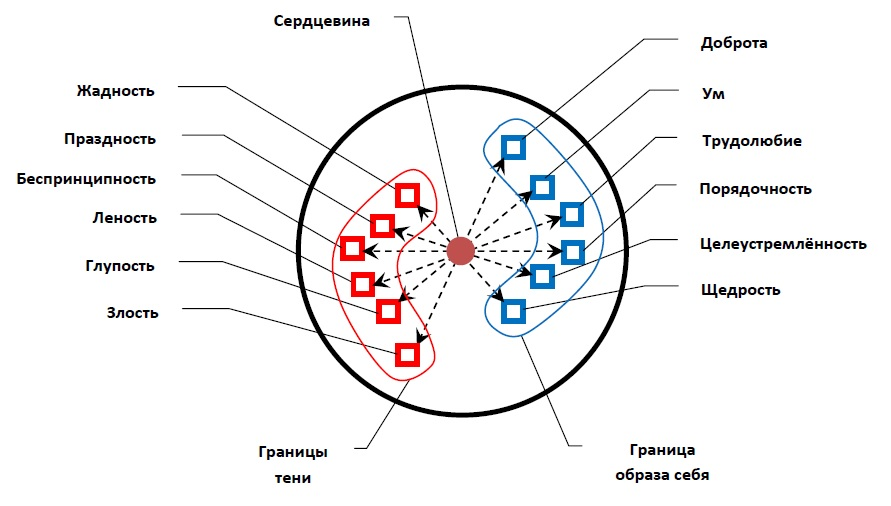 Сердцевина
Жадность
Праздность
Беспринципность
Леность
Глупость
Злость
Границы
тени
Доброта
Ум
Трудолюбие
Порядочность
Целеустремлённость
Щедрость
Граница
образа себя